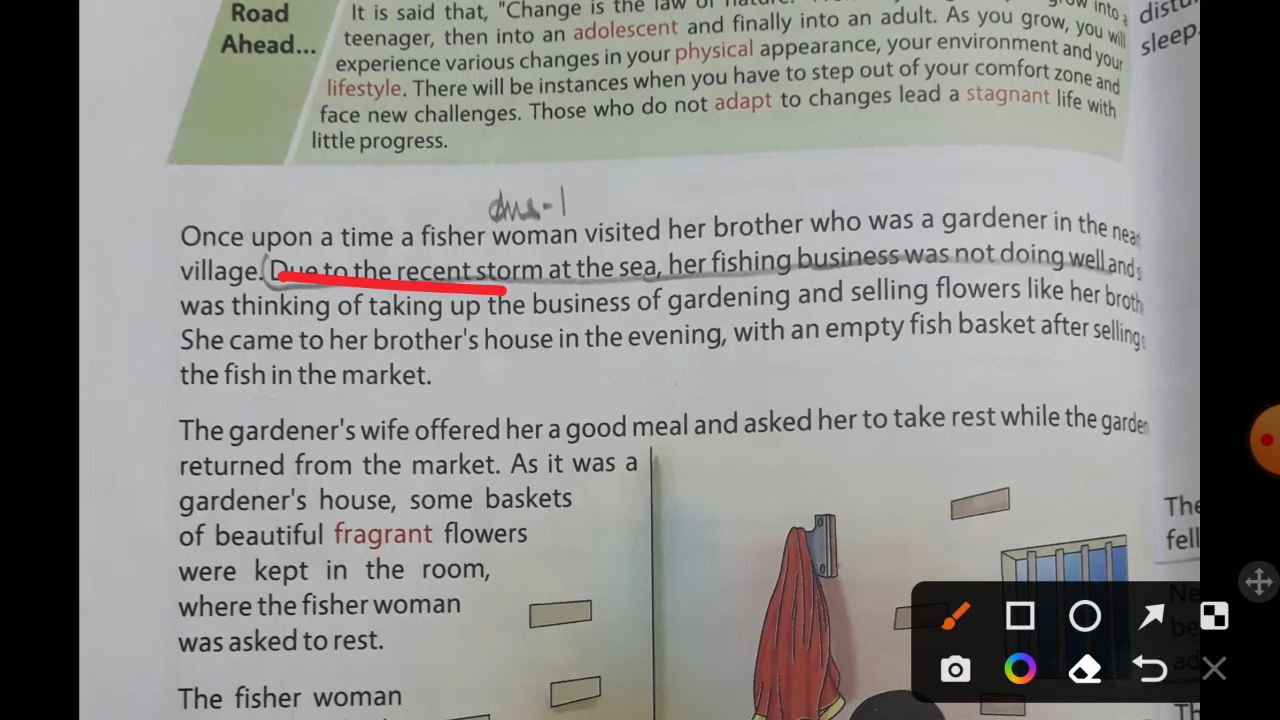 Road
Ahead...
It is said that, "Change is the law of nature.
grow into a
teenager, then into an adolescent and finally into an adult. As you grow, you will
experience various changes in your physical appearance, your environment and your
lifestyle. There will be instances when you have to step out of your comfort zone and
face new challenges. Those who do not adapt to changes lead a stagnant life with
little progress.
sleep.
ans-1
Once upon a time a fisher woman visited her brother who was a gardener in the near
village. Due to the recent storm at the sea, her fishing business was not doing well and s
was thinking of taking up the business of gardening and selling flowers like her broth
She came to her brother's house in the evening, with an empty fish basket after selling
the fish in the market.
The gardener's wife offered her a good meal and asked her to take rest while the garden
returned from the market. As it was a
gardener's house, some baskets
of beautiful fragrant flowers
were kept in the room,
where the fisher woman
was asked to rest.
The fisher woman
The
fell